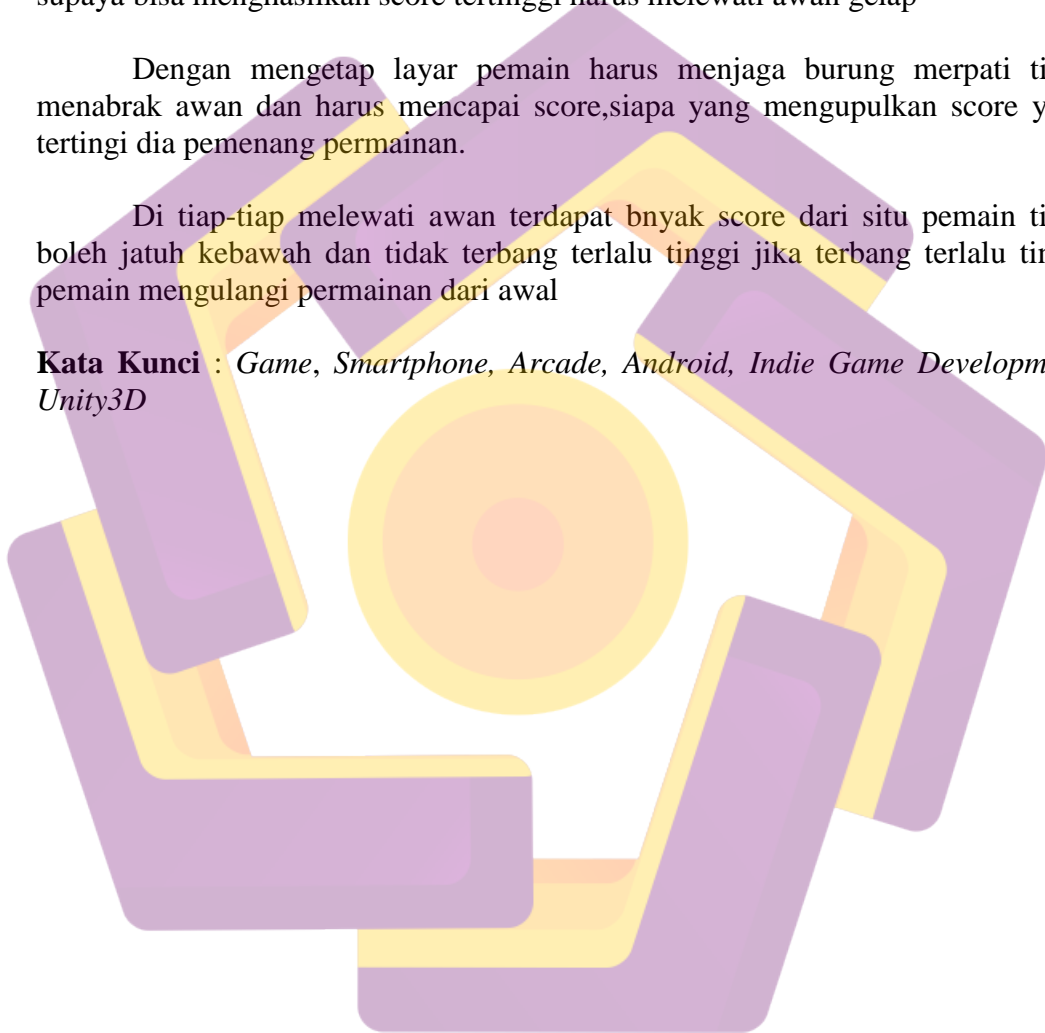 supaya bisa menghasilkan score tertinggi harus melewati awan gelap
Dengan mengetap layar pemain harus menjaga burung merpati ti
menabrak awan dan harus mencapai score,siapa yang mengupulkan score y
tertingi dia pemenang permainan.
Di tiap-tiap melewati awan terdapat bnyak score dari situ pemain ti
boleh jatuh kebawah dan tidak terbang terlalu tinggi jika terbang terlalu tin
pemain mengulangi permainan dari awal
Kata Kunci : Game, Smartphone, Arcade, Android, Indie Game Developm
Unity3D